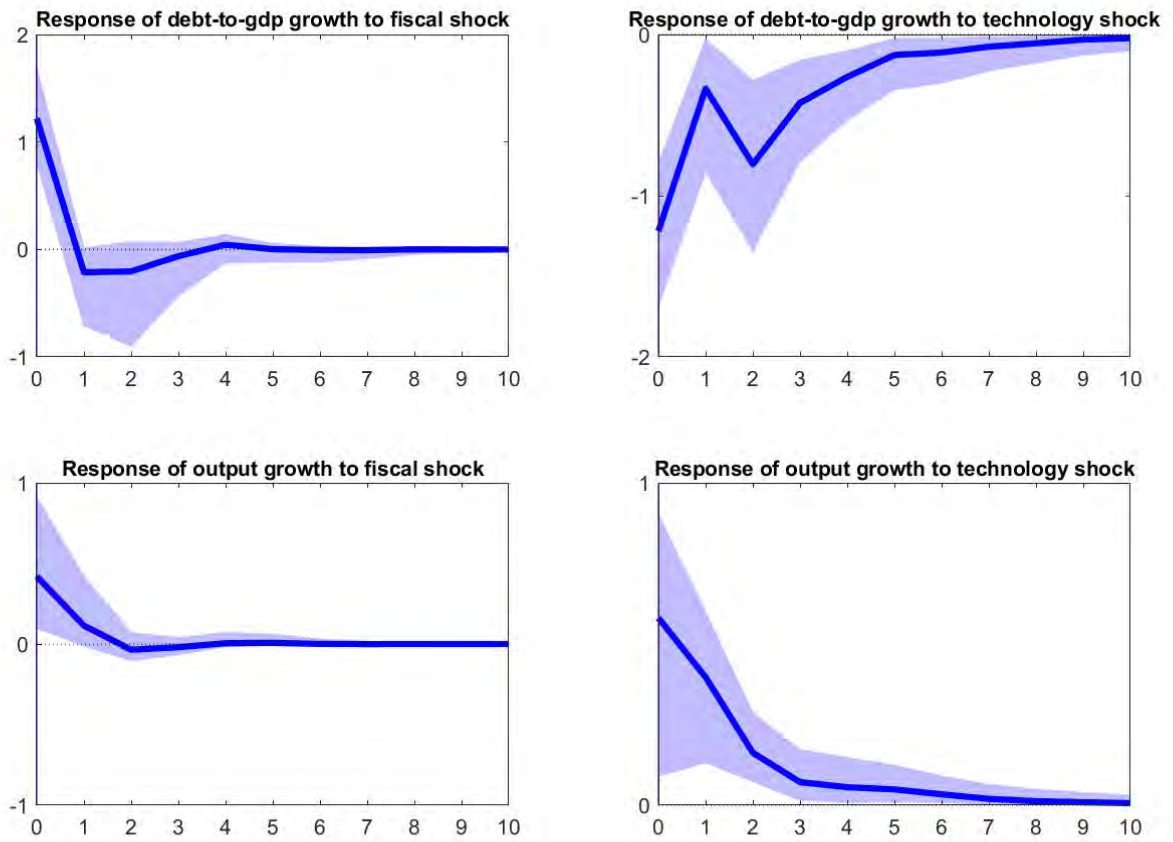 Response of debt-to-gdp growth to fiscal shock
2
1
0
-1
0 1 2 3 4 5 6 7 8 9 10
Response of debt-to-gdp growth to technology shock
0
-1
-2
0 1 2 3 4 5 6 7 8 9 10
Response of output growth to fiscal shock
1
0
-1
0 1 2 3 4 5 6 7 8 9 10
Response of output growth to technology shock
1
0
0 1 2 3 4 5 6 7 8 9 10